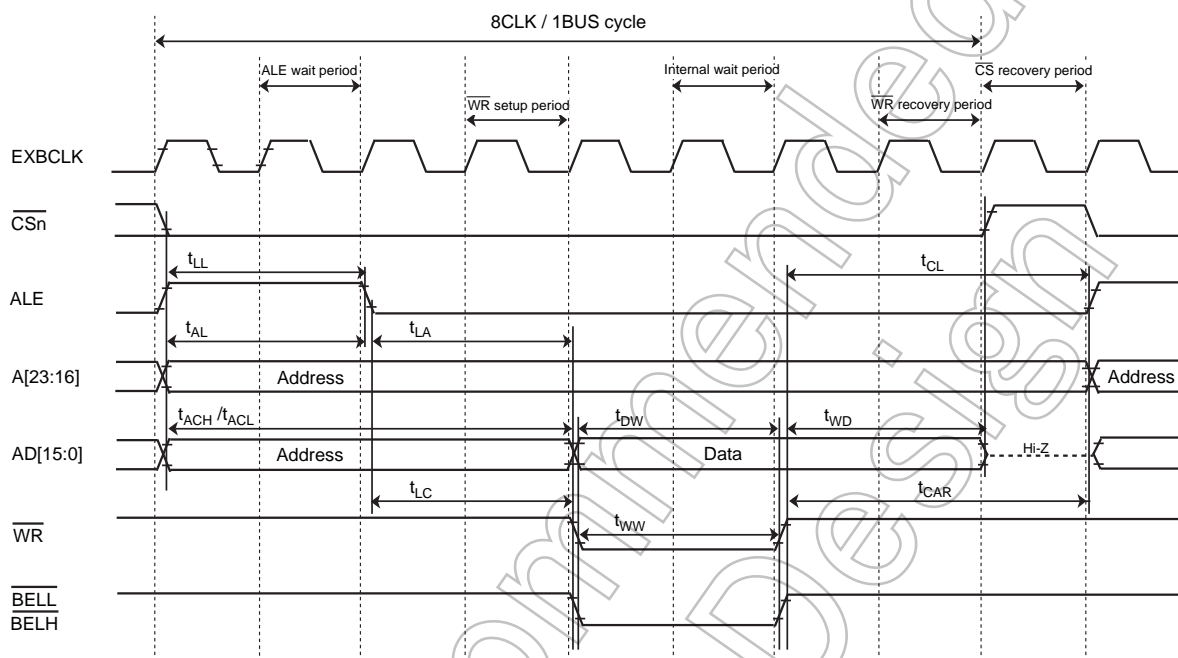 8CLK / 1BUS cycle
ALE wait period
Internal wait period
CS recovery period
WR setup period
WR recovery period
EXBCLK
CSn
tLL
tCL
ALE
tAL
tLA
A[23:16]
Address
Address
tACH /tACL
tDW
tWD
AD[15:0]
Address
Data
Hi-Z
tLC
tCAR
WR
tWW
BELL
BELH
ommended
Design